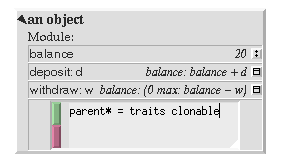 an object
Module:
balance 20 :
deposit: d balance: balance + d
withdraw: w balance: (0 max: balance – w)
parent* = traits clonable